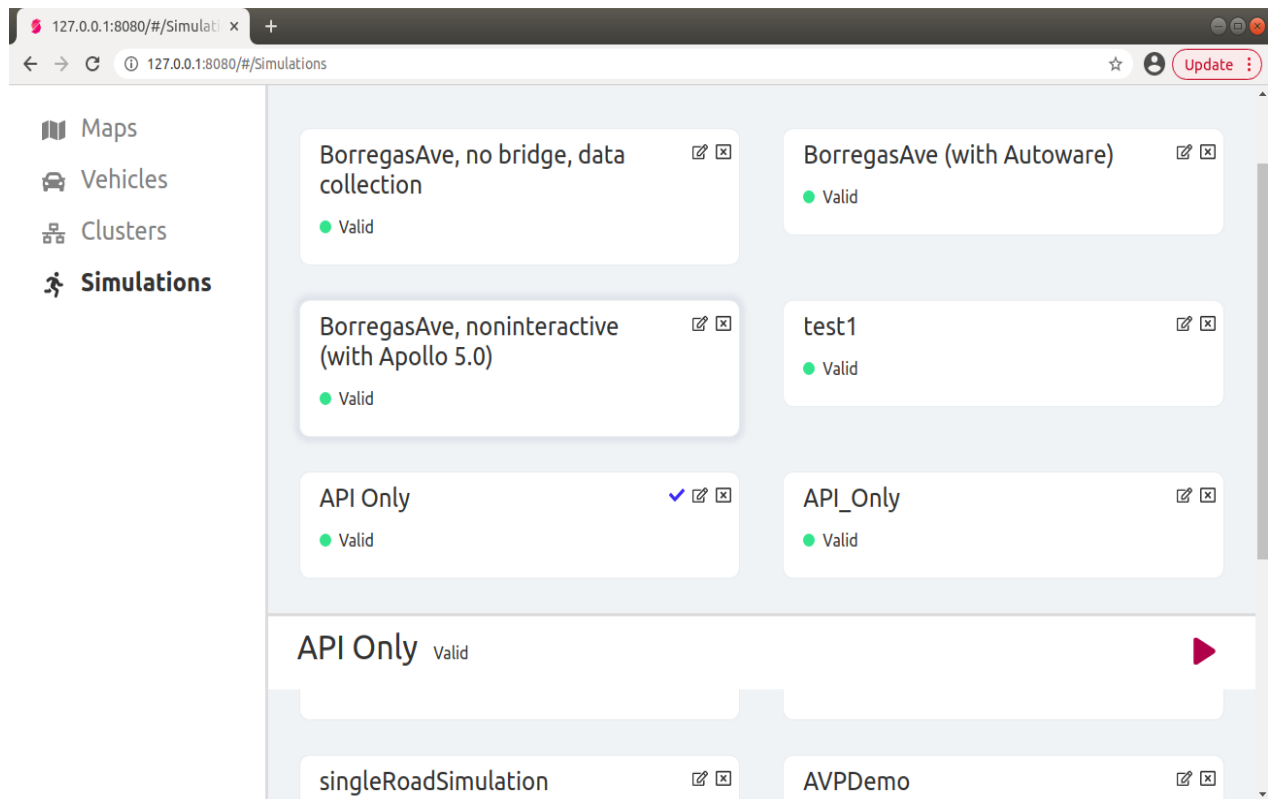 127.0.0.1:8080/#/Simulati
127.0.0.1:8080/#/Simulations
Update
Maps
Vehicles
Clusters
Simulations
BorregasAve, no bridge, data
collection
Valid
BorregasAve (with Autoware)
Valid
BorregasAve, noninteractive
(with Apollo 5.0)
Valid
test1
Valid
API Only
Valid
API_Only
Valid
API Only Valid
singleRoadSimulation
AVPDemo